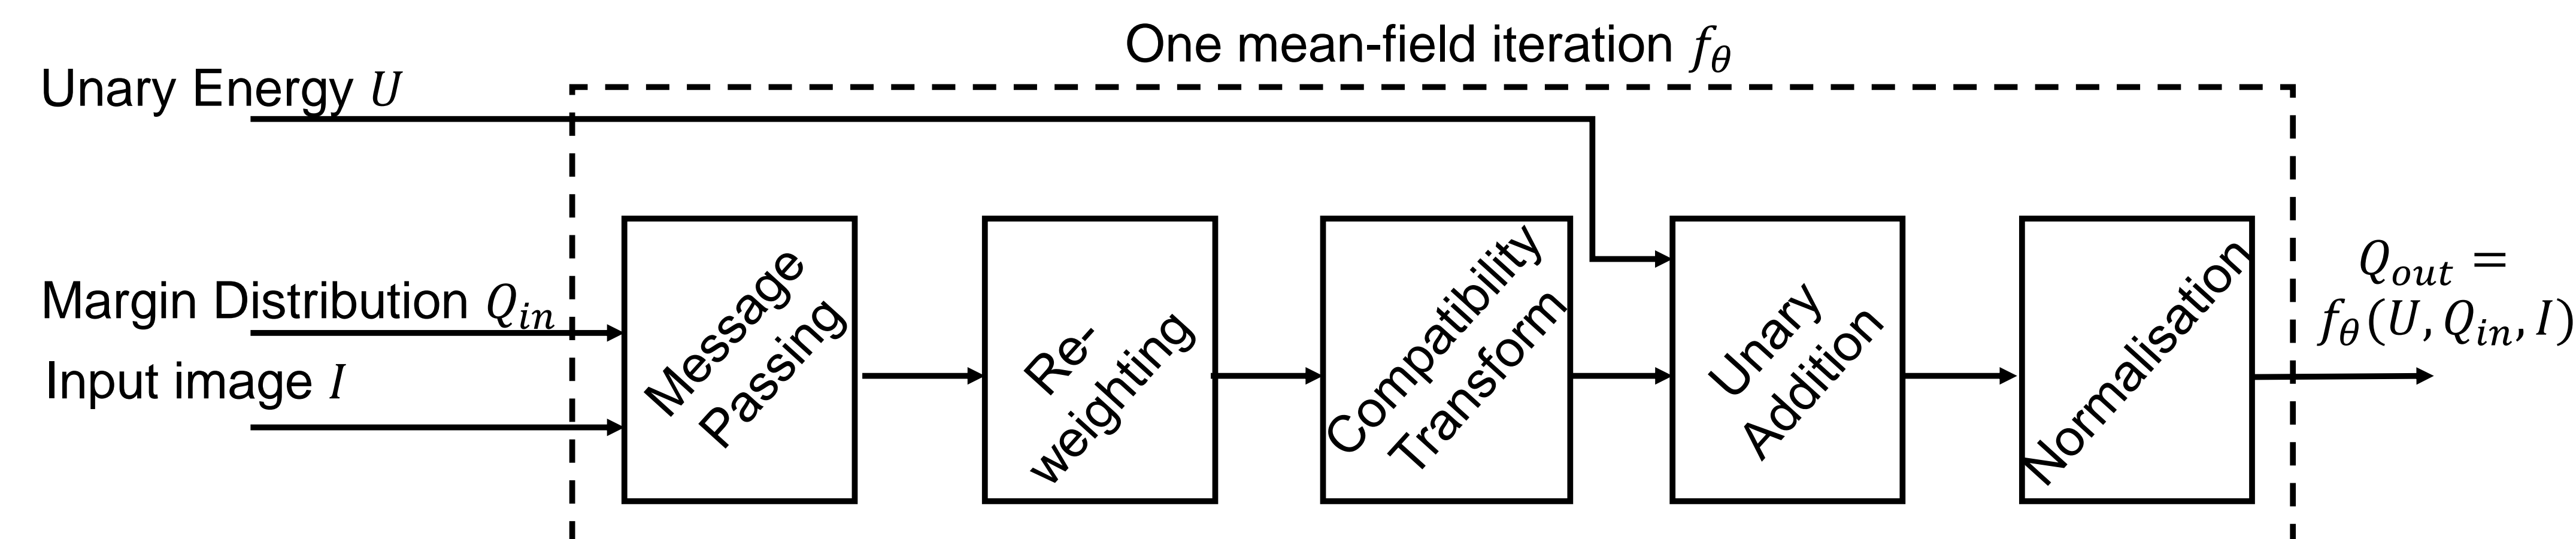 One mean-field iteration fθ
Unary Energy U
Margin Distribution Qin
Input image I
Message
Passing
Re-
weighting
Compatibility
Transform
Unary
Addition
Normalisation
Qout =
fθ(U, Qin, I)